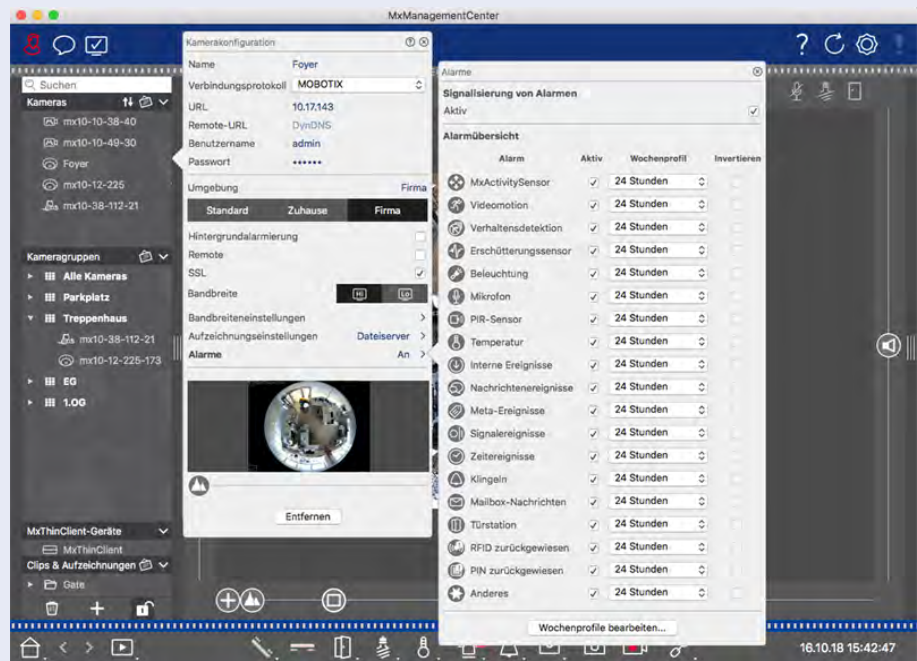 MxManagementCenter
Suchen
Kameras
mx10-10-38-40
mx10-10-49-30
Foyer
mx10-12-225
mx10-38-112-21
Kameragruppen
Alle Kameras
Parkplatz
Treppenhaus
mx10-38-112-21
mx10-12-225-173
EG
1.OG
MxThinClient-Geräte
MxThinClient
Clips & Aufzeichnungen
Gate
Kamerakonfiguration
Name Foyer
Verbindungsprotokoll MOBOTIX
URL 10.17.143
Remote-URL DynDNS
Benutzername admin
Passwort ••••••
Umgebung Firma
Standard Zuhause Firma
Hintergrundalarmierung
Remote
SSL
Bandbreite Hi Lo
Bandbreiteneinstellungen
Aufzeichnungseinstellungen Dateiserver
Alarme An
Entfernen
Alarme
Signalisierung von Alarmen
Aktiv
Alarmübersicht
Alarm Aktiv Wochenprofil Invertieren
MxActivitySensor 24 Stunden
Videomotion 24 Stunden
Verhaltensdetektion 24 Stunden
Erschütterungssensor 24 Stunden
Beleuchtung 24 Stunden
Mikrofon 24 Stunden
PIR-Sensor 24 Stunden
Temperatur 24 Stunden
Interne Ereignisse 24 Stunden
Nachrichtenereignisse 24 Stunden
Meta-Ereignisse 24 Stunden
Signalereignisse 24 Stunden
Zeitereignisse 24 Stunden
Klingeln 24 Stunden
Mailbox-Nachrichten 24 Stunden
Türstation 24 Stunden
RFID zurückgewiesen 24 Stunden
PIN zurückgewiesen 24 Stunden
Anderes 24 Stunden
Wochenprofile bearbeiten...
16.10.18 15:42:47